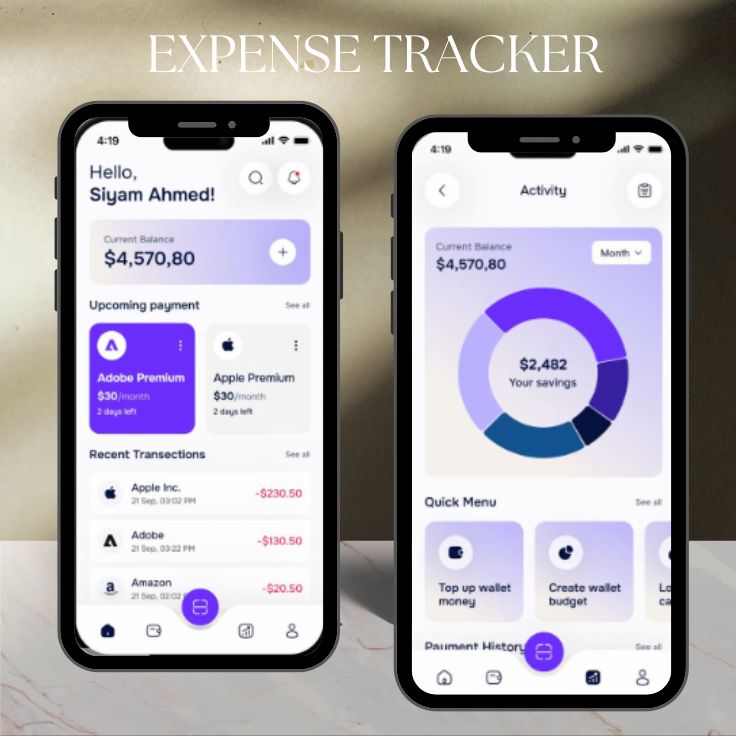 EXPENSE TRACKER
4:19
Hello,
Siyam Ahmed!
Current Balance
$4,570,80
+
Upcoming payment See all
Adobe Premium
$30/month
2 days left
Apple Premium
$30/month
2 days left
Recent Transections See all
Apple Inc.
21 Sep, 03:02 PM
-$230.50
Adobe
21 Sep, 03:22 PM
-$130.50
Amazon
21 Sep, 02:02
-$20.50
4:19
Activity
Current Balance
$4,570,80
Month
$2,482
Your savings
Quick Menu See all
Top up wallet
money
Create wallet
budget
Lo
ca
Payment History See all